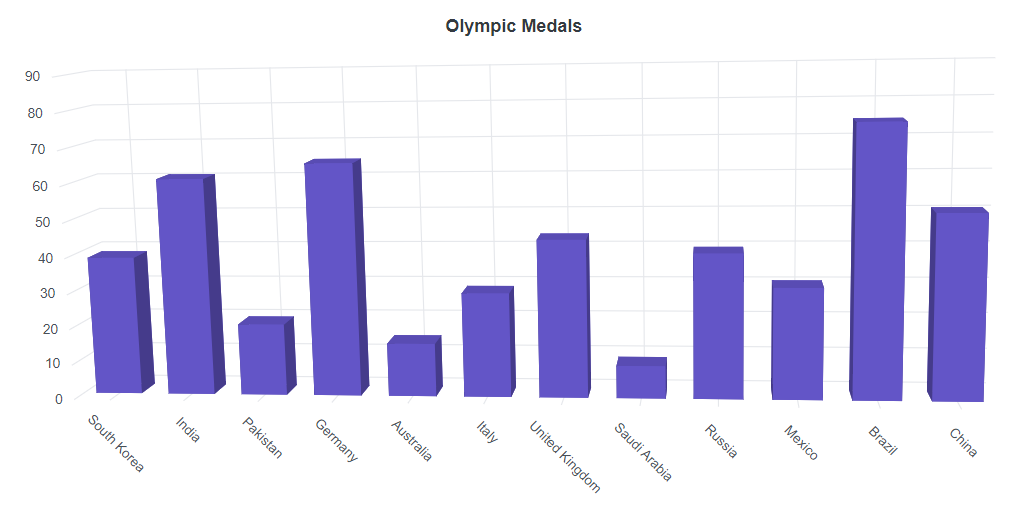 Olympic Medals
90
80
70
60
50
40
30
20
10
0
South Korea
India
Pakistan
Germany
Australia
Italy
United Kingdom
Saudi Arabia
Russia
Mexico
Brazil
China